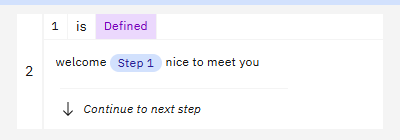 1 is Defined
2
welcome Step 1 nice to meet you
Continue to next step